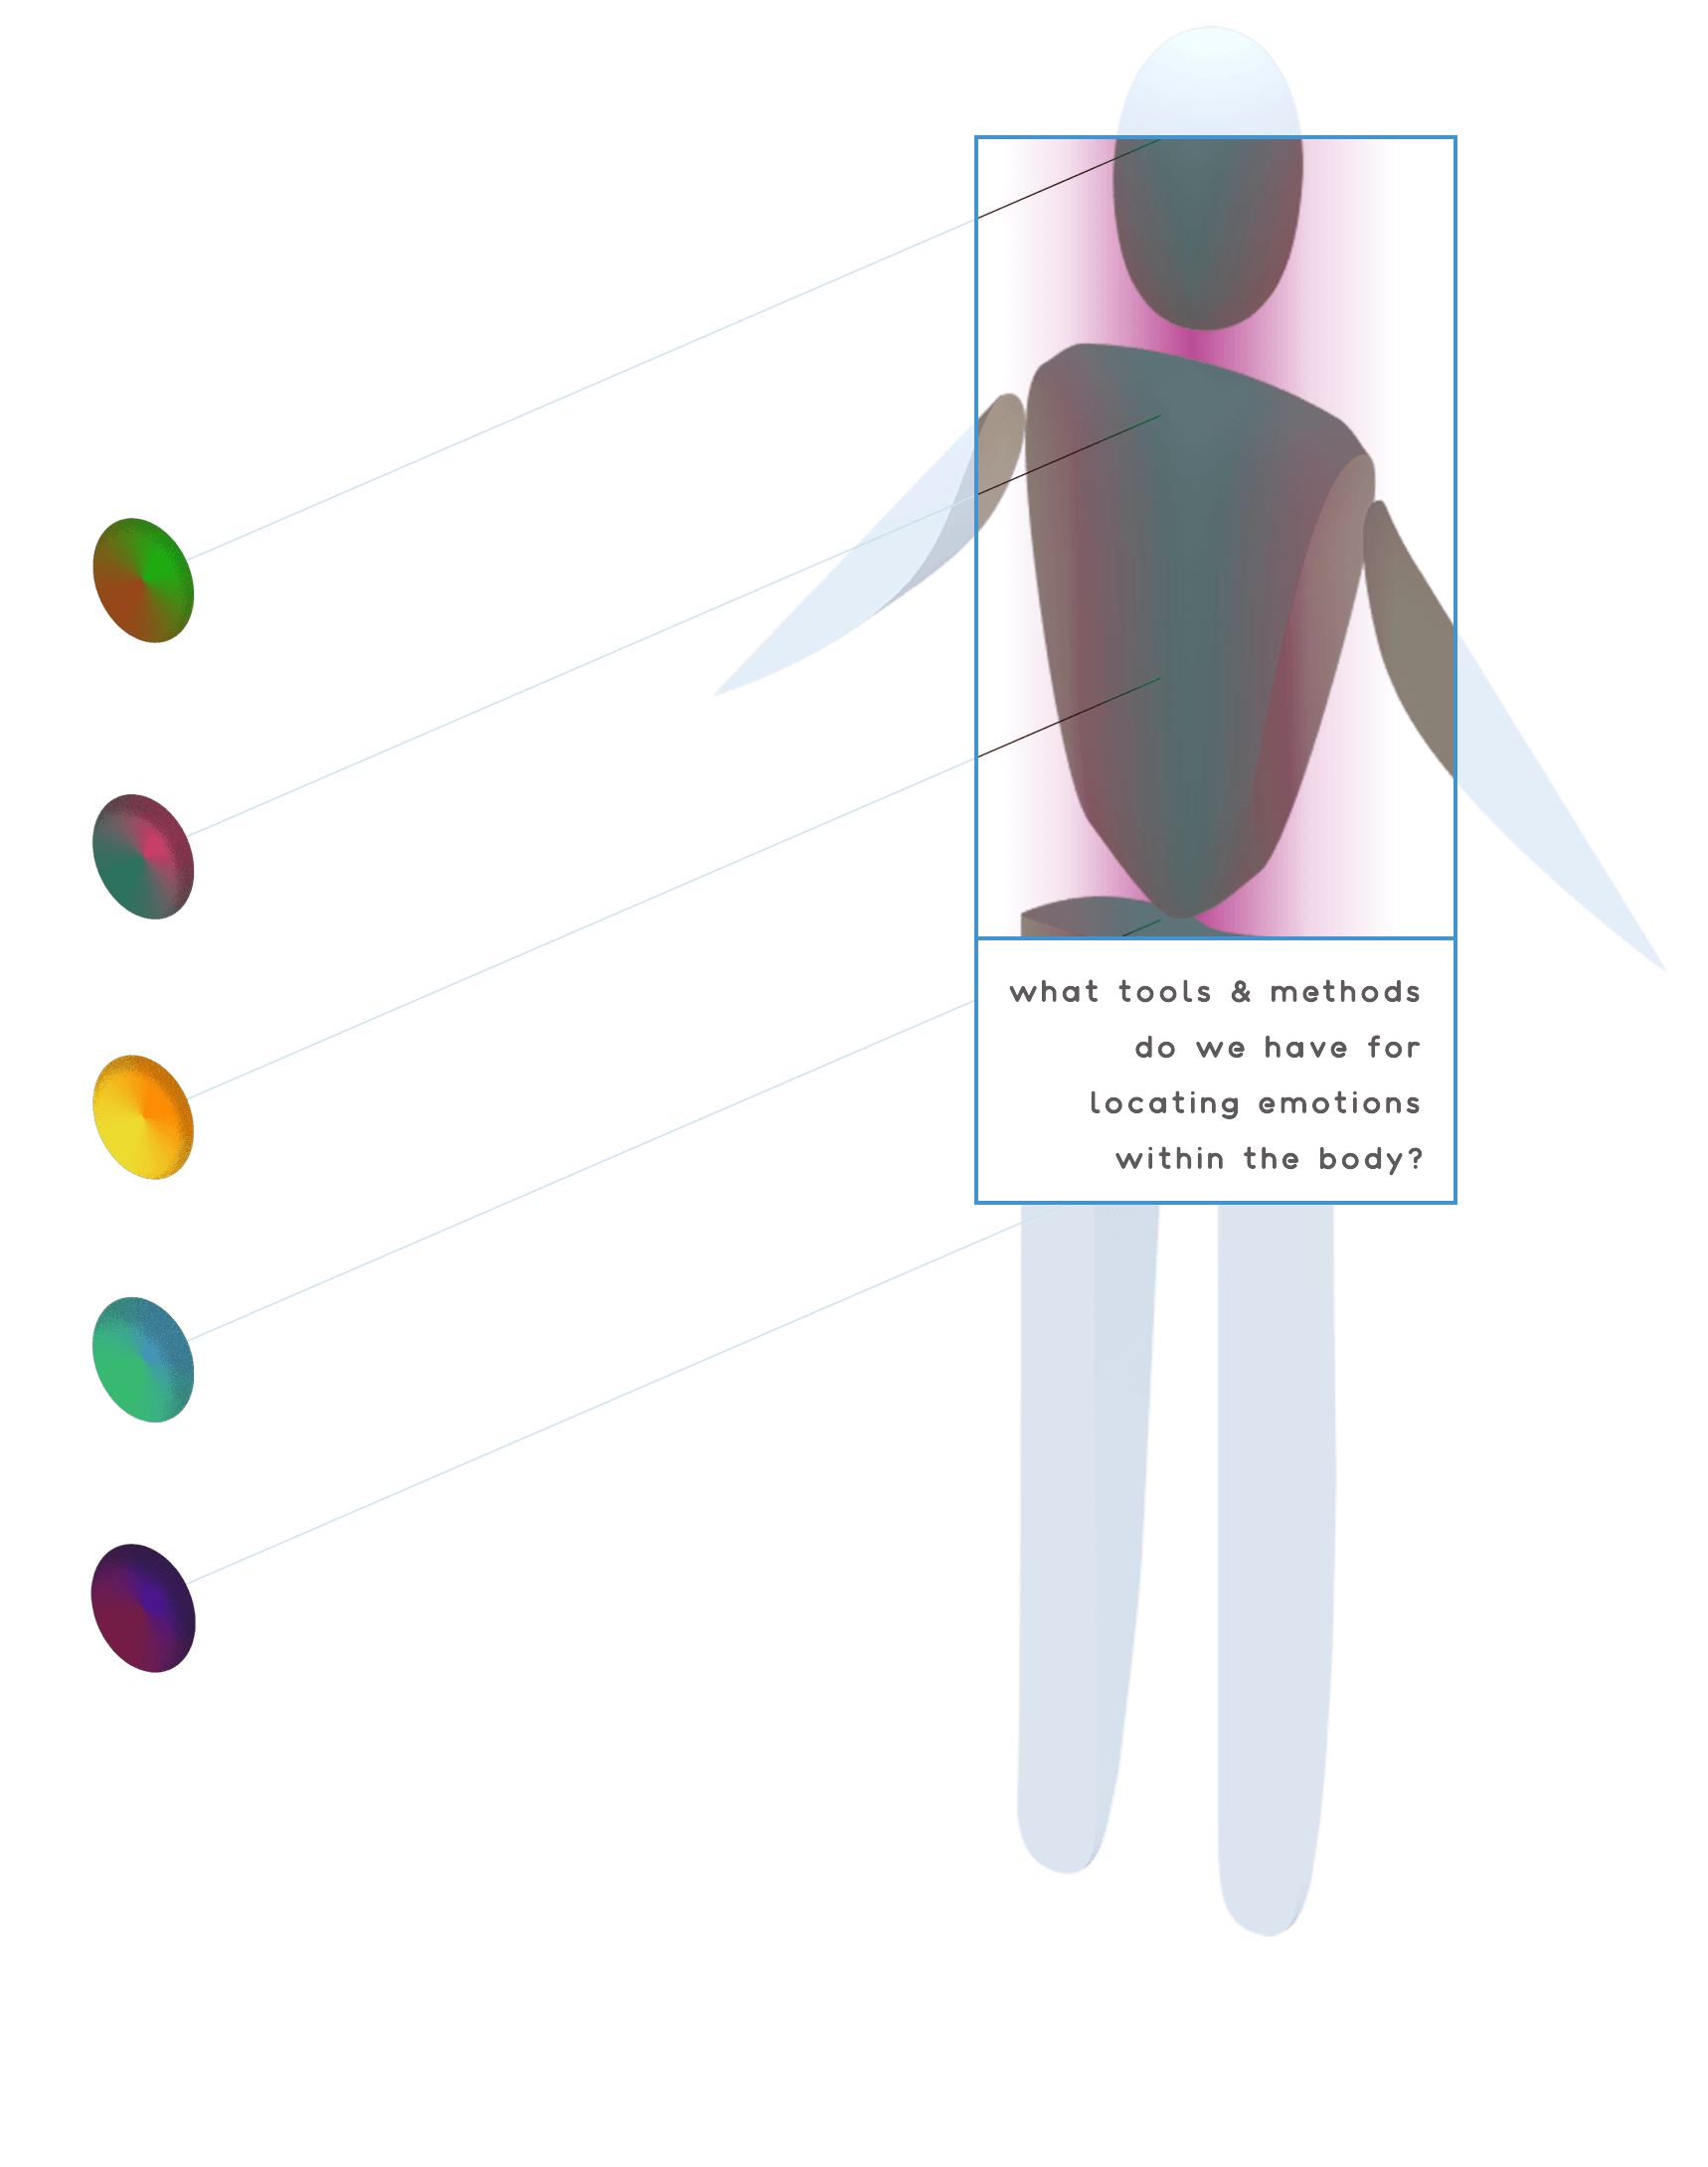 what tools & methods
do we have for
locating emotions
within the body?